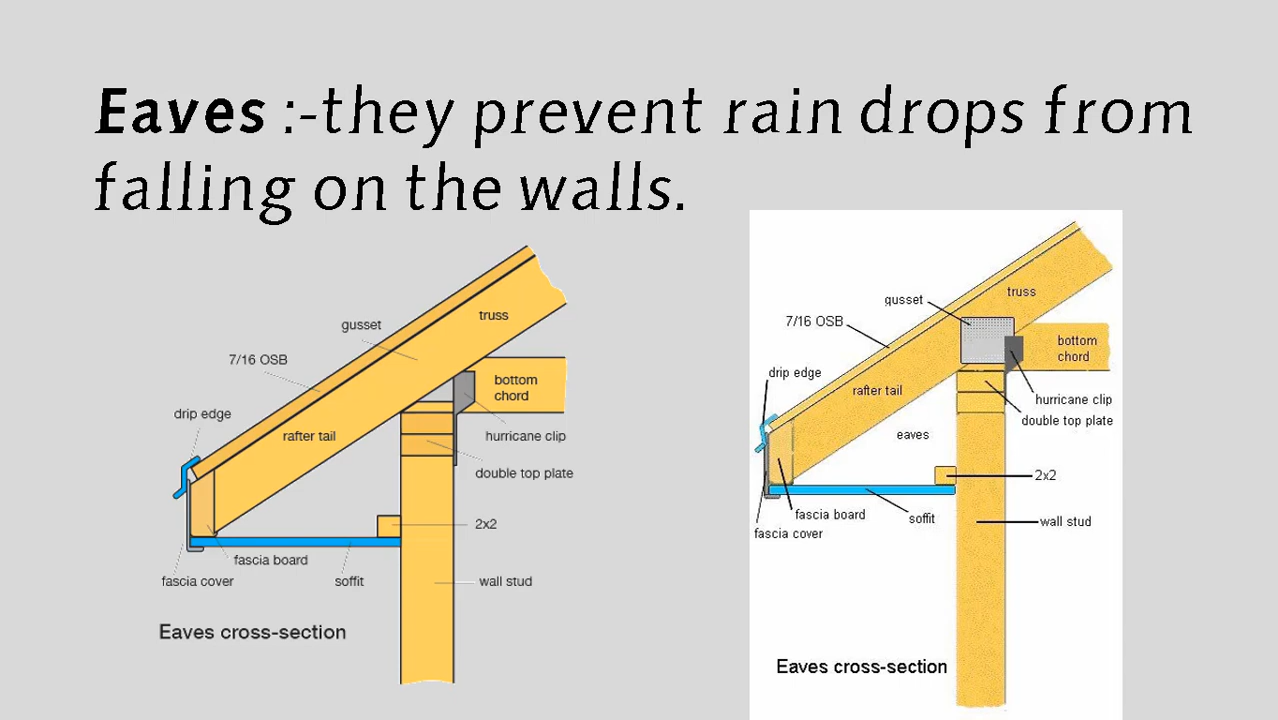 Eaves :-they prevent rain drops from
falling on the walls.
gusset
truss
7/16 OSB
bottom
chord
drip edge
rafter tail
hurricane clip
double top plate
2x2
fascia board
fascia cover
soffit
wall stud
Eaves cross-section
truss
gusset
7/16 OSB
bottom
chord
drip edge
rafter tail
hurricane clip
double top plate
eaves
2x2
fascia board
soffit
wall stud
fascia cover
Eaves cross-section